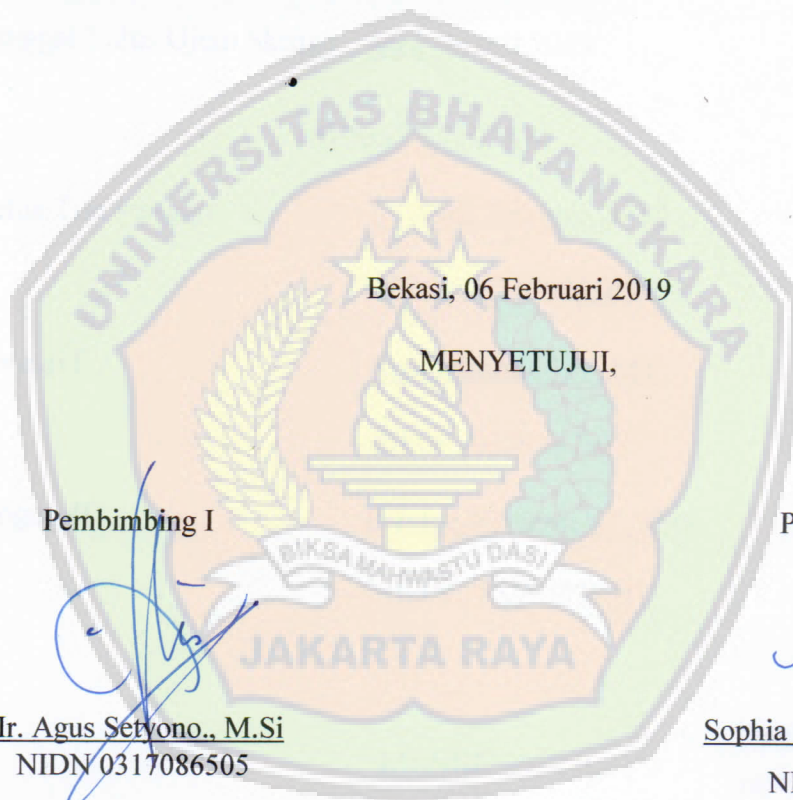 UNIVERSITAS BHAYANGKARA
Bekasi, 06 Februari 2019
MENYETUJUI,
Pembimbing I
P
BIKSA MAHWASTU DASI
JAKARTA RAYA
Ir. Agus Setyono., M.Si
Sophia
NIDN 0317086505